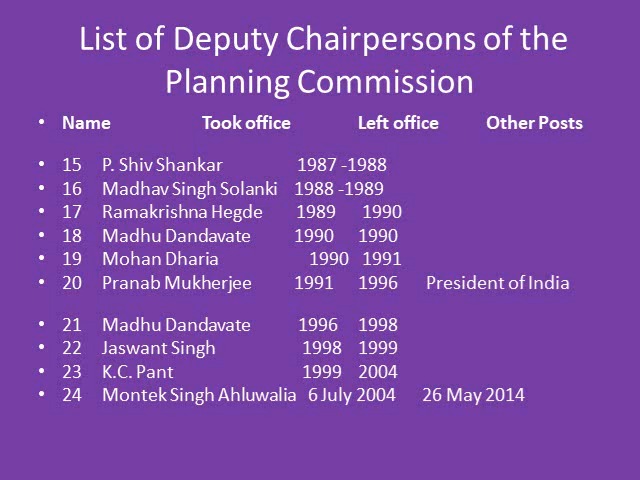 List of Deputy Chairpersons of the
Planning Commission
• Name Took office Left office Other Posts
• 15 P. Shiv Shankar 1987 -1988
• 16 Madhav Singh Solanki 1988 -1989
• 17 Ramakrishna Hegde 1989 1990
• 18 Madhu Dandavate 1990 1990
• 19 Mohan Dharia 1990 1991
• 20 Pranab Mukherjee 1991 1996 President of India
• 21 Madhu Dandavate 1996 1998
• 22 Jaswant Singh 1998 1999
• 23 K.C. Pant 1999 2004
• 24 Montek Singh Ahluwalia 6 July 2004 26 May 2014